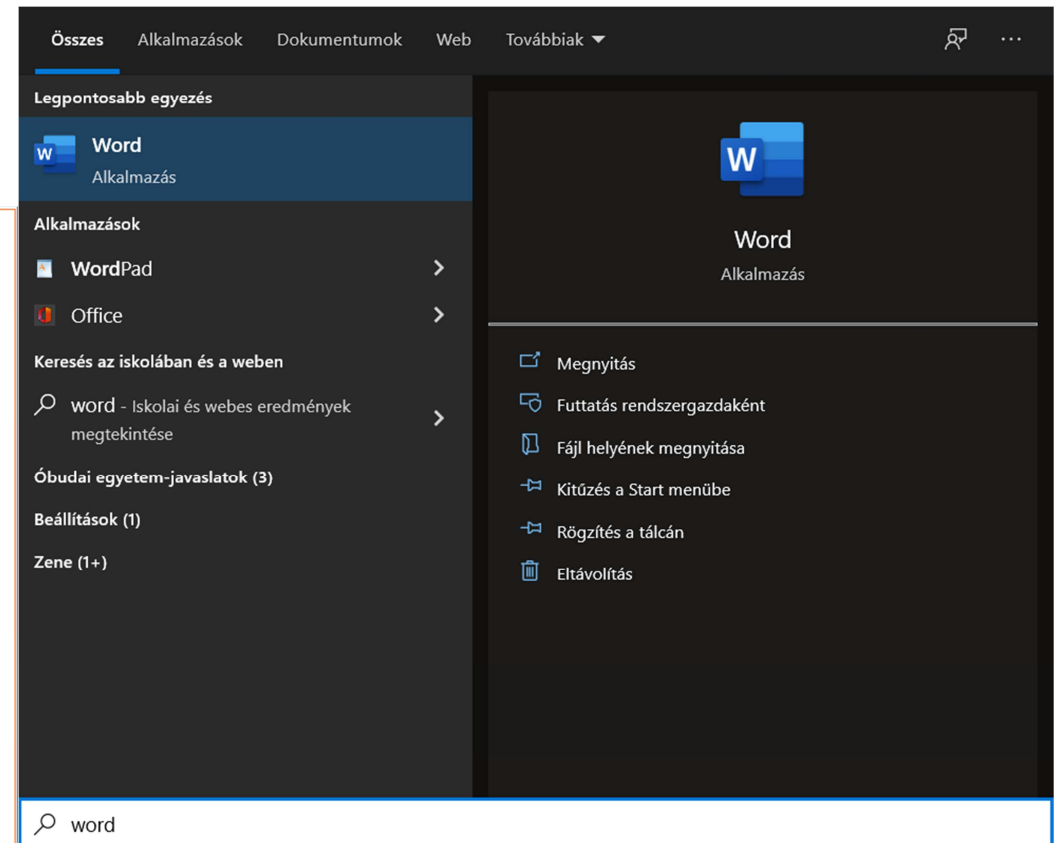 Összes Alkalmazások Dokumentumok Web Továbbiak
Legpontosabb egyezés
Word
Alkalmazás
Alkalmazások
WordPad
Office
Keresés az iskolában és a weben
word - Iskolai és webes eredmények
megtekintése
Óbudai egyetem-javaslatok (3)
Beállítások (1)
Zene (1+)
Word
Alkalmazás
Megnyitás
Futtatás rendszergazdaként
Fájl helyének megnyitása
Kitűzés a Start menübe
Rögzítés a tálcán
Eltávolítás
word